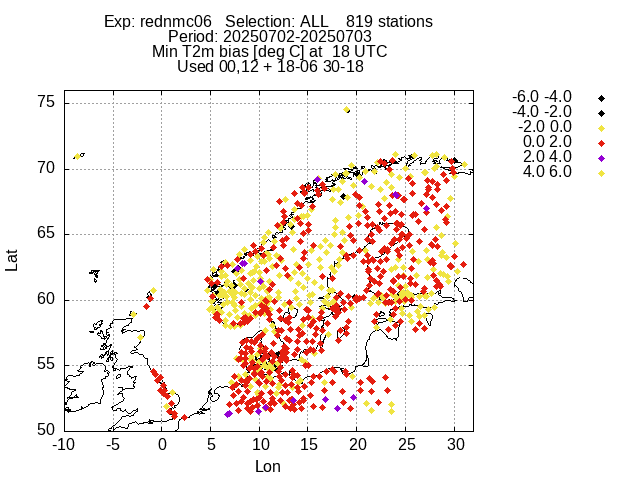 Exp: rednmc06 Selection: ALL 819 stations
Period: 20250702-20250703
Min T2m bias [deg C] at 18 UTC
Used 00,12 + 18-06 30-18
-6.0 -4.0
-4.0 -2.0
-2.0 0.0
0.0 2.0
2.0 4.0
4.0 6.0
75
70
65
60
55
50
Lat
-10 -5 0 5 10 15 20 25 30
Lon